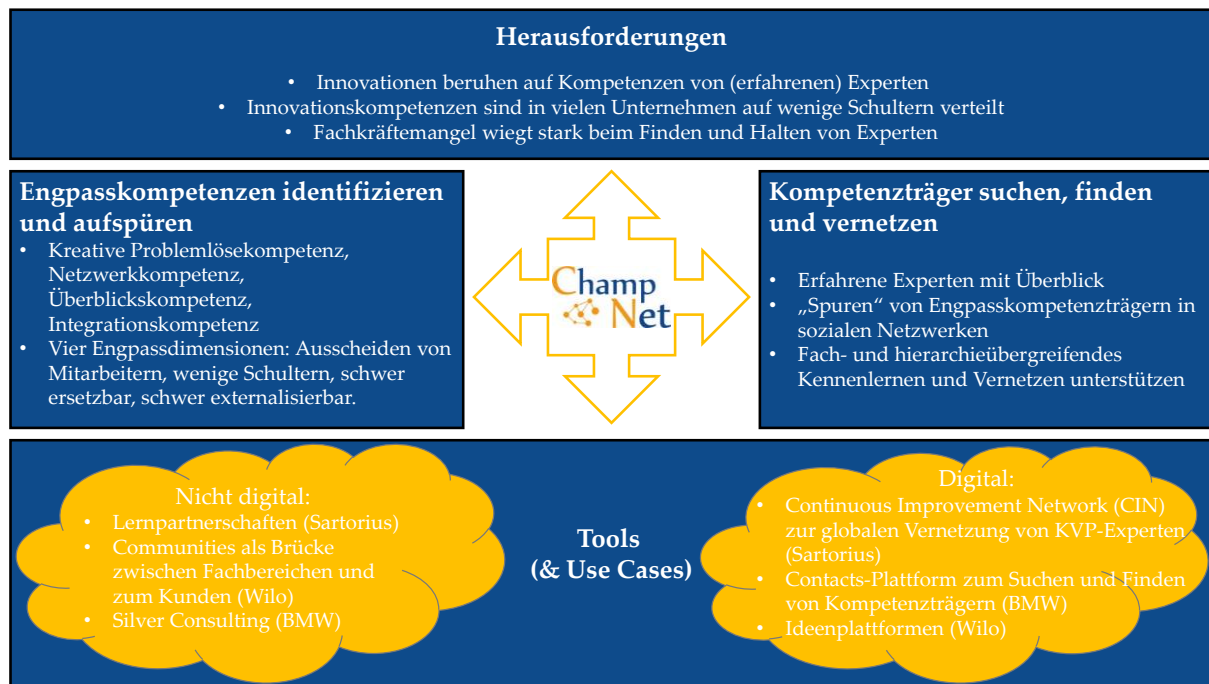 Herausforderungen
• Innovationen beruhen auf Kompetenzen von (erfahrenen) Experten
• Innovationskompetenzen sind in vielen Unternehmen auf wenige Schultern verteilt
• Fachkräftemangel wiegt stark beim Finden und Halten von Experten
Engpasskompetenzen identifizieren
und aufspüren
• Kreative Problemlösekompetenz,
Netzwerkkompetenz,
Überblickskompetenz,
Integrationskompetenz
• Vier Engpassdimensionen: Ausscheiden von
Mitarbeitern, wenige Schultern, schwer
ersetzbar, schwer externalisierbar.
Champ
Net
Kompetenzträger suchen, finden
und vernetzen
• Erfahrene Experten mit Überblick
• „Spuren“ von Engpasskompetenzträgern in
sozialen Netzwerken
• Fach- und hierarchieübergreifendes
Kennenlernen und Vernetzen unterstützen
Nicht digital:
• Lernpartnerschaften (Sartorius)
• Communities als Brücke
zwischen Fachbereichen und
zum Kunden (Wilo)
• Silver Consulting (BMW)
Tools
(& Use Cases)
Digital:
• Continuous Improvement Network (CIN)
zur globalen Vernetzung von KVP-Experten
(Sartorius)
• Contacts-Plattform zum Suchen und Finden
von Kompetenzträgern (BMW)
• Ideenplattformen (Wilo)